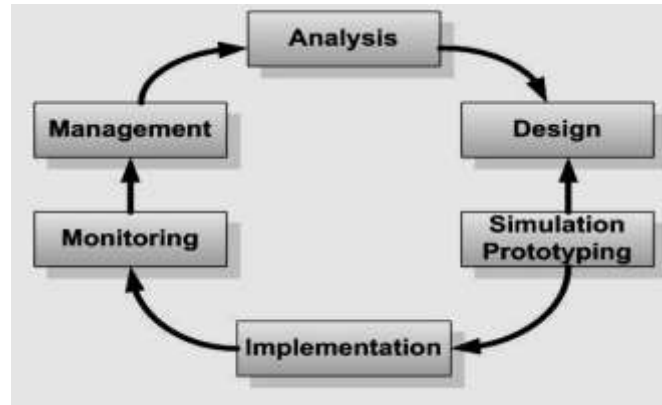 Analysis
Management
Design
Monitoring
Simulation
Prototyping
Implementation